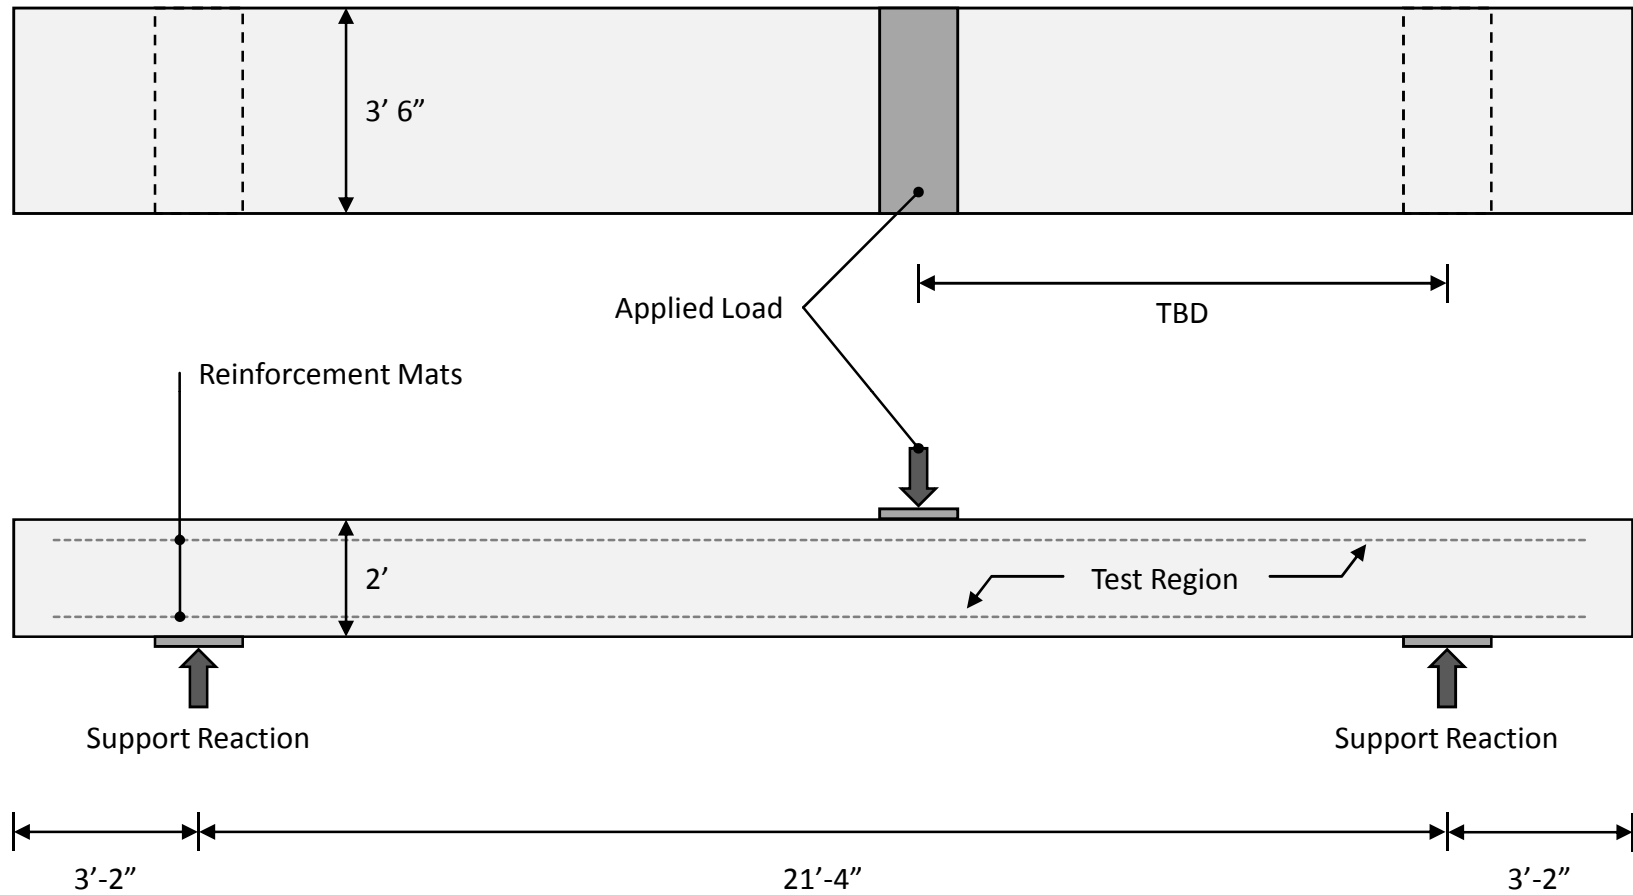 3’ 6”
Applied Load
TBD
Reinforcement Mats
2’
Test Region
Support Reaction
Support Reaction
3’-2”
21’-4”
3’-2”